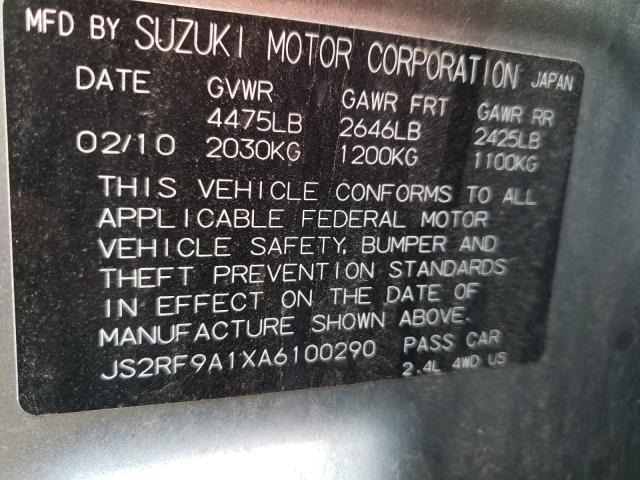 MFD BY SUZUKI MOTOR CORPORATION JAPAN
DATE GVWR GAWR FRT GAWR RR
4475LB 2646LB 2425LB
02/10 2030KG 1200KG 1100KG
THIS VEHICLE CONFORMS TO ALL
APPLICABLE FEDERAL MOTOR
VEHICLE SAFETY, BUMPER AND
THEFT PREVENTION STANDARDS
IN EFFECT ON THE DATE OF
MANUFACTURE SHOWN ABOVE.
JS2RF9A1XA6100290 PASS CAR
2.4L 4WD US